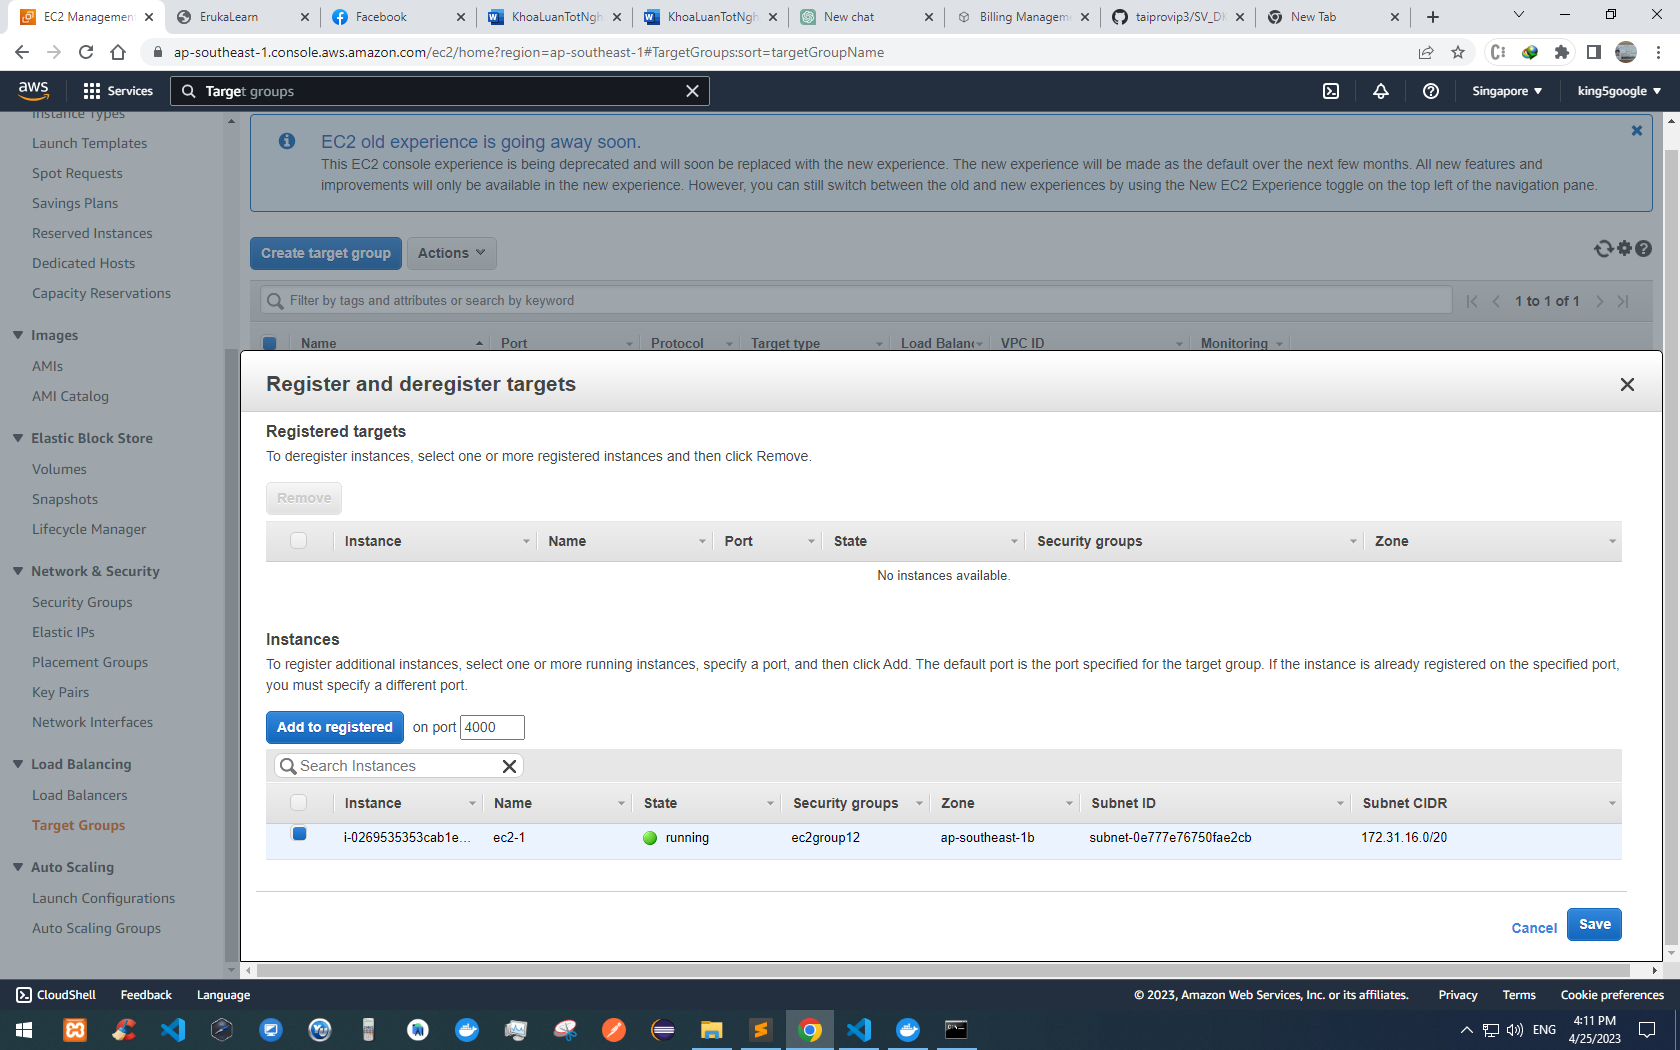 EC2 Management
ErukaLearn
Facebook
KhoaLuanTotNgh
KhoaLuanTotNgh
New chat
Billing Managem
taiprovip3/SV_DK
New Tab
ap-southeast-1.console.aws.amazon.com/ec2/home?region=ap-southeast-1#TargetGroups:sort=targetGroupName
aws
Services
Target groups
Singapore
king5google
Instance Types
Launch Templates
Spot Requests
Savings Plans
Reserved Instances
Dedicated Hosts
Capacity Reservations
Images
AMIs
AMI Catalog
Elastic Block Store
Volumes
Snapshots
Lifecycle Manager
Network & Security
Security Groups
Elastic IPs
Placement Groups
Key Pairs
Network Interfaces
Load Balancing
Load Balancers
Target Groups
Auto Scaling
Launch Configurations
Auto Scaling Groups
EC2 old experience is going away soon.
This EC2 console experience is being deprecated and will soon be replaced with the new experience. The new experience will be made as the default over the next few months. All new features and
improvements will only be available in the new experience. However, you can still switch between the old and new experiences by using the New EC2 Experience toggle on the top left of the navigation pane.
Create target group
Actions
Filter by tags and attributes or search by keyword
1 to 1 of 1
Name Port Protocol Target type Load Balanc VPC ID Monitoring
Register and deregister targets
Registered targets
To deregister instances, select one or more registered instances and then click Remove.
Remove
Instance Name Port State Security groups Zone
No instances available.
Instances
To register additional instances, select one or more running instances, specify a port, and then click Add. The default port is the port specified for the target group. If the instance is already registered on the specified port,
you must specify a different port.
Add to registered on port 4000
Search Instances
Instance Name State Security groups Zone Subnet ID Subnet CIDR
i-0269535353cab1e... ec2-1 running ec2group12 ap-southeast-1b subnet-0e777e76750fae2cb 172.31.16.0/20
Cancel
Save
CloudShell
Feedback
Language
© 2023, Amazon Web Services, Inc. or its affiliates.
Privacy
Terms
Cookie preferences
ENG
4:11 PM
4/25/2023